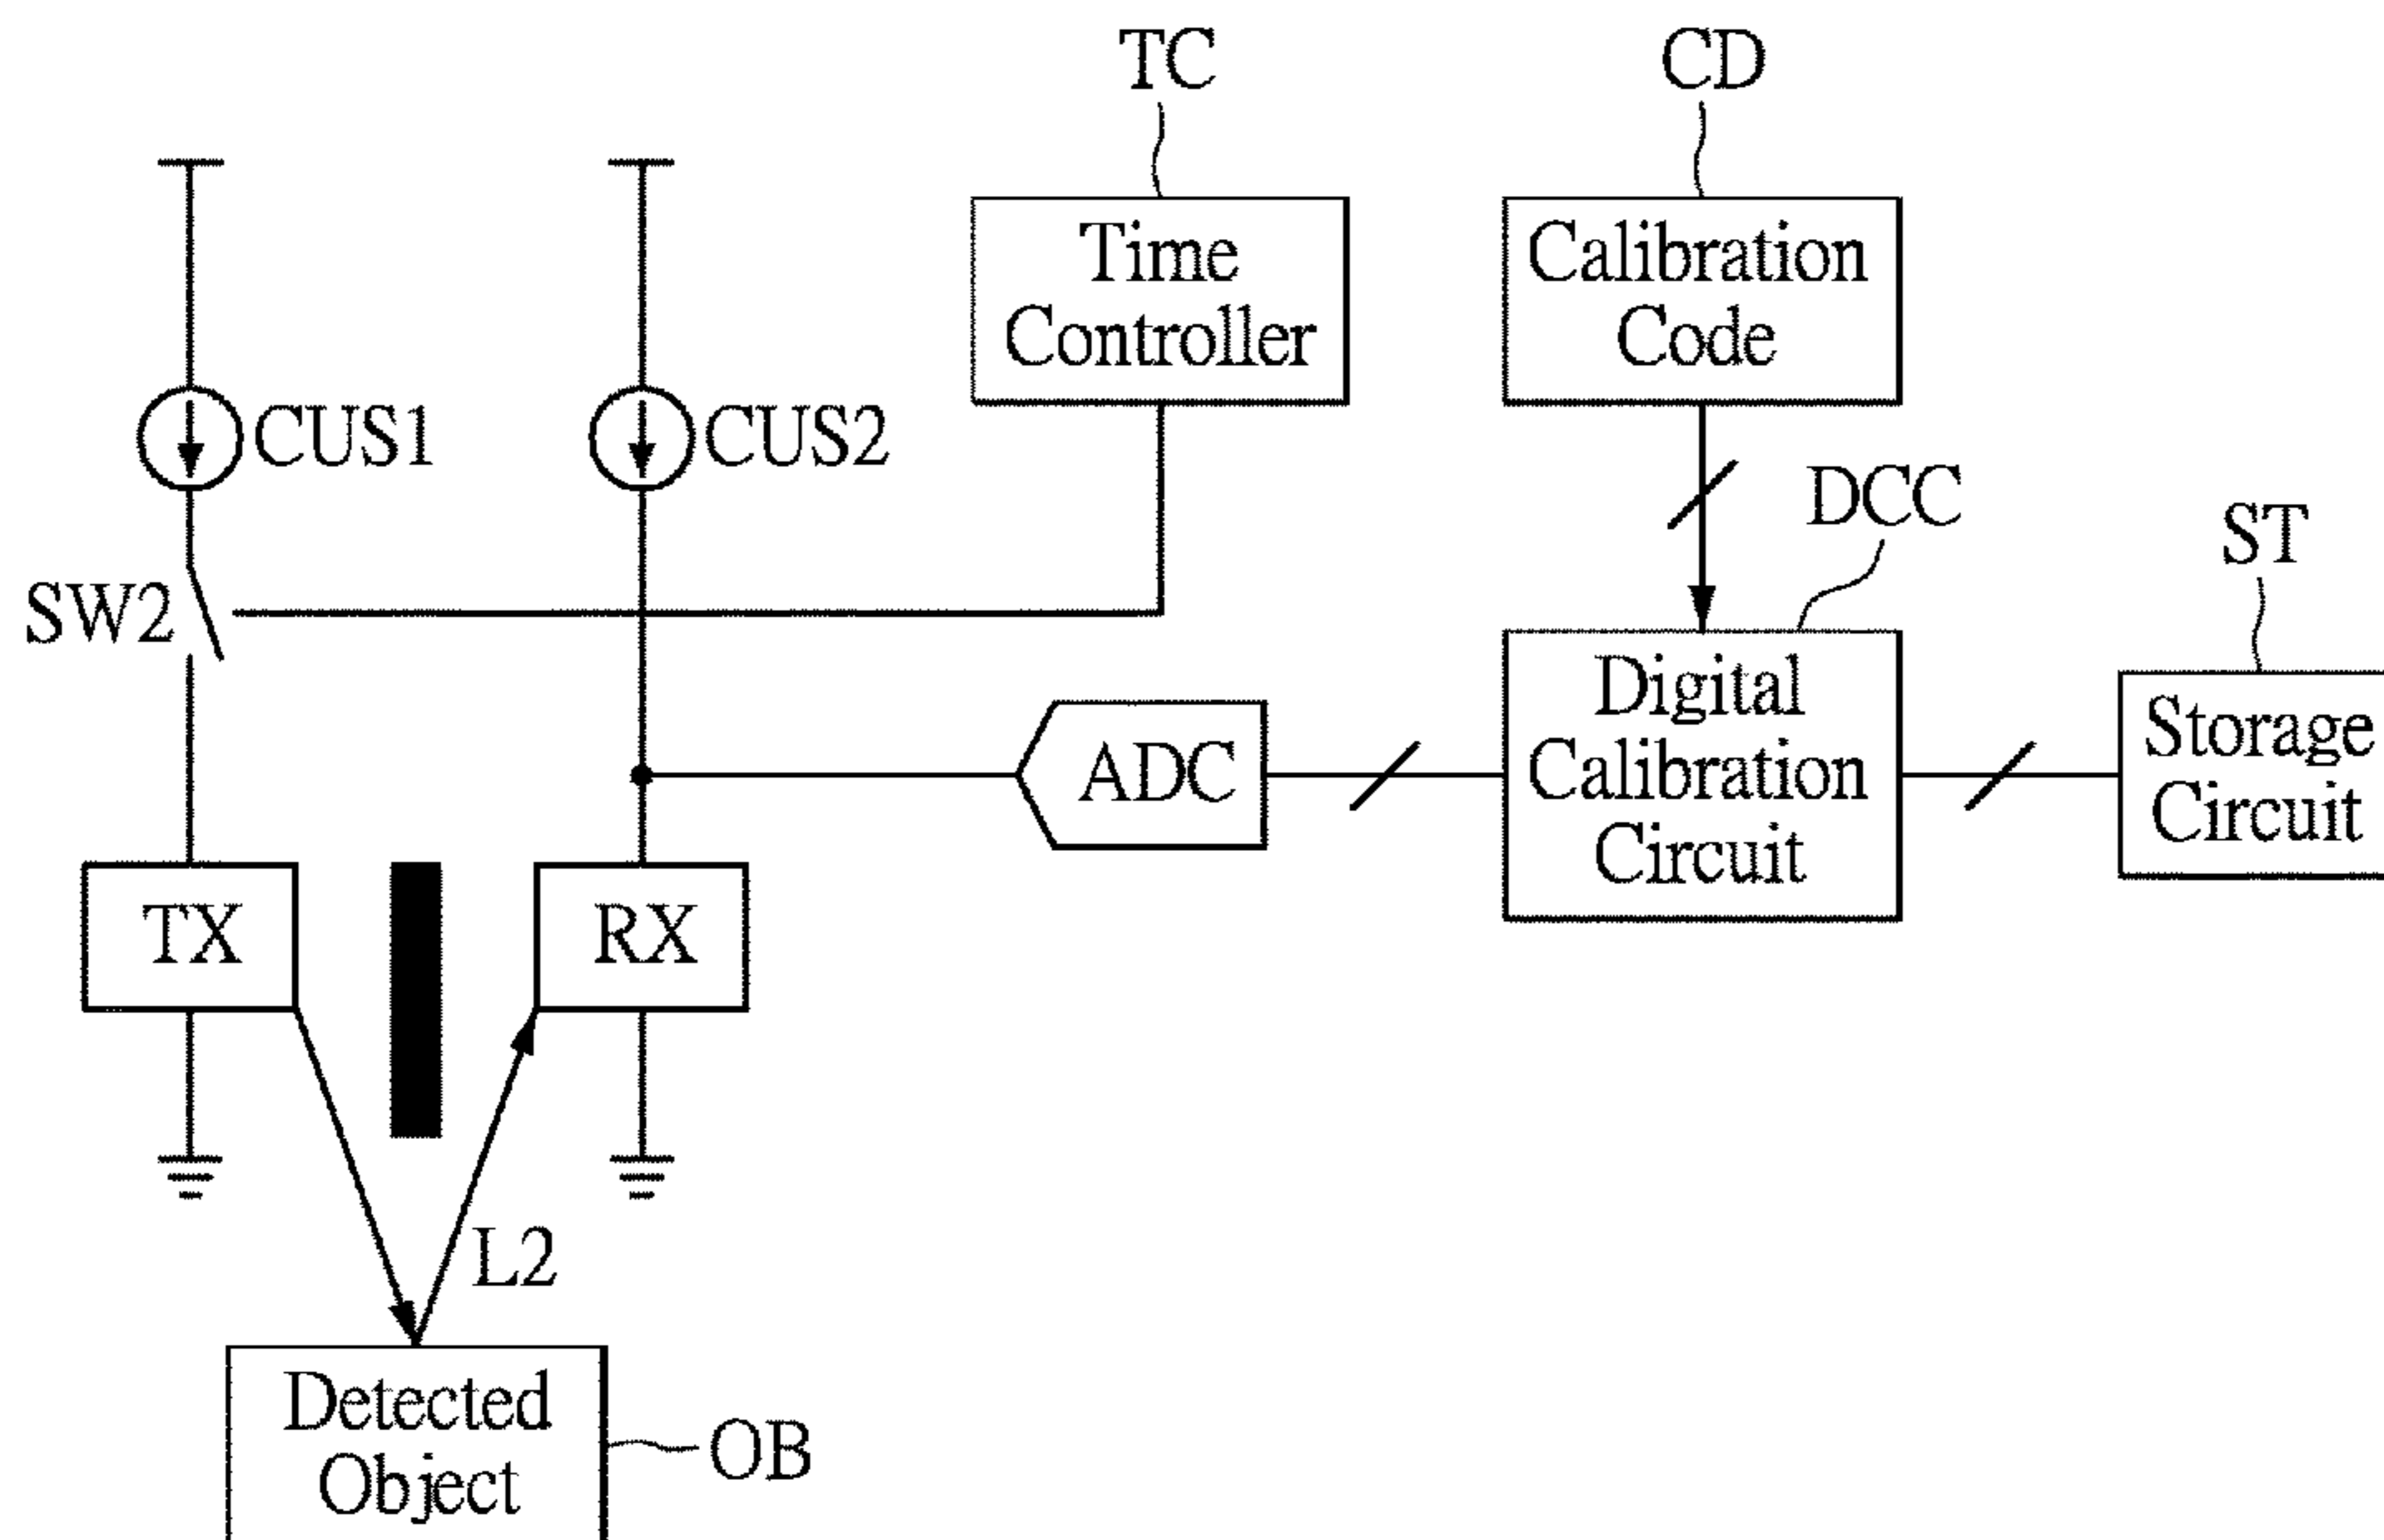 TC
CD
Time
Controller
Calibration
Code
CUS1
CUS2
DCC
ST
SW2
Digital
Calibration
Circuit
Storage
Circuit
ADC
TX
RX
L2
Detected
Object
OB